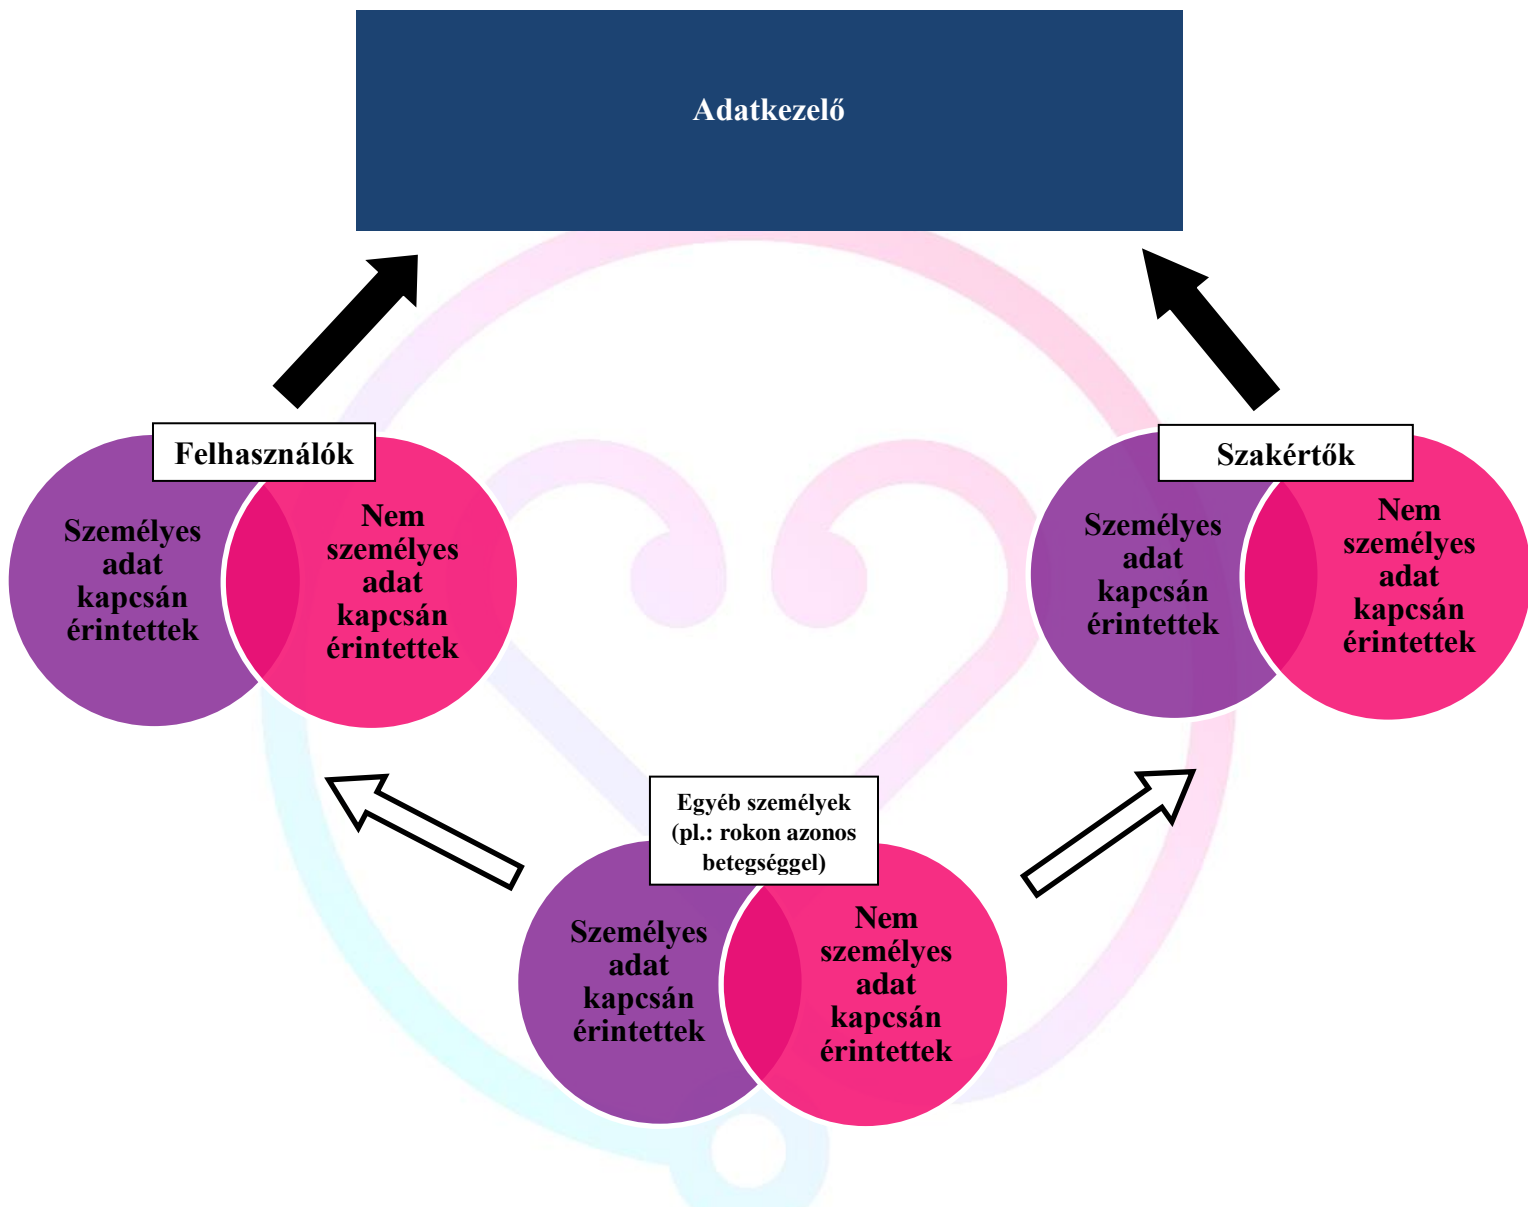 Adatkezelő
Felhasználók
Személyes
adat
kapcsán
érintettek
Nem
személyes
adat
kapcsán
érintettek
Szakértők
Személyes
adat
kapcsán
érintettek
Nem
személyes
adat
kapcsán
érintettek
Egyéb személyek
(pl.: rokon azonos
betegséggel)
Személyes
adat
kapcsán
érintettek
Nem
személyes
adat
kapcsán
érintettek